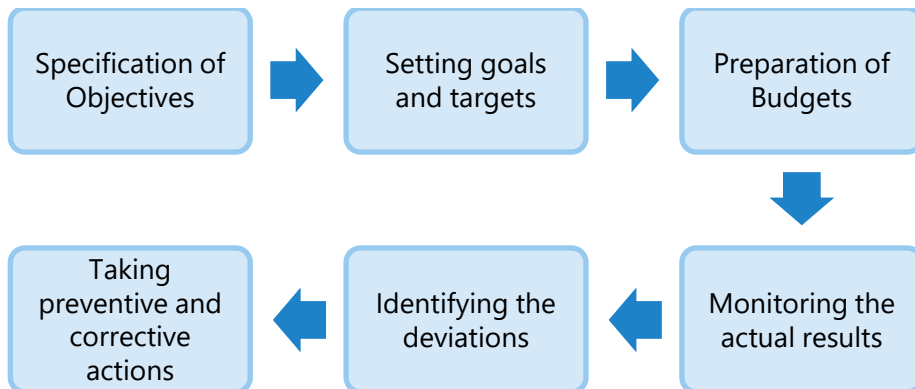 Specification of
Objectives
Setting goals
and targets
Preparation of
Budgets
Monitoring the
actual results
Identifying the
deviations
Taking
preventive and
corrective
actions